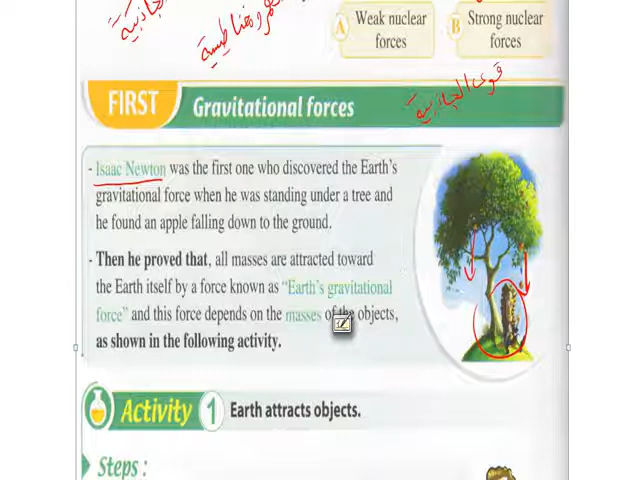 الجاذبية
كهرومغناطيسية
A Weak nuclear forces
B Strong nuclear forces
قوى الجاذبية
FIRST Gravitational forces
- Isaac Newton was the first one who discovered the Earth's
gravitational force when he was standing under a tree and
he found an apple falling down to the ground.
- Then he proved that, all masses are attracted toward
the Earth itself by a force known as "Earth's gravitational
force" and this force depends on the masses of the objects,
as shown in the following activity.
Activity 1 Earth attracts objects.
Steps :